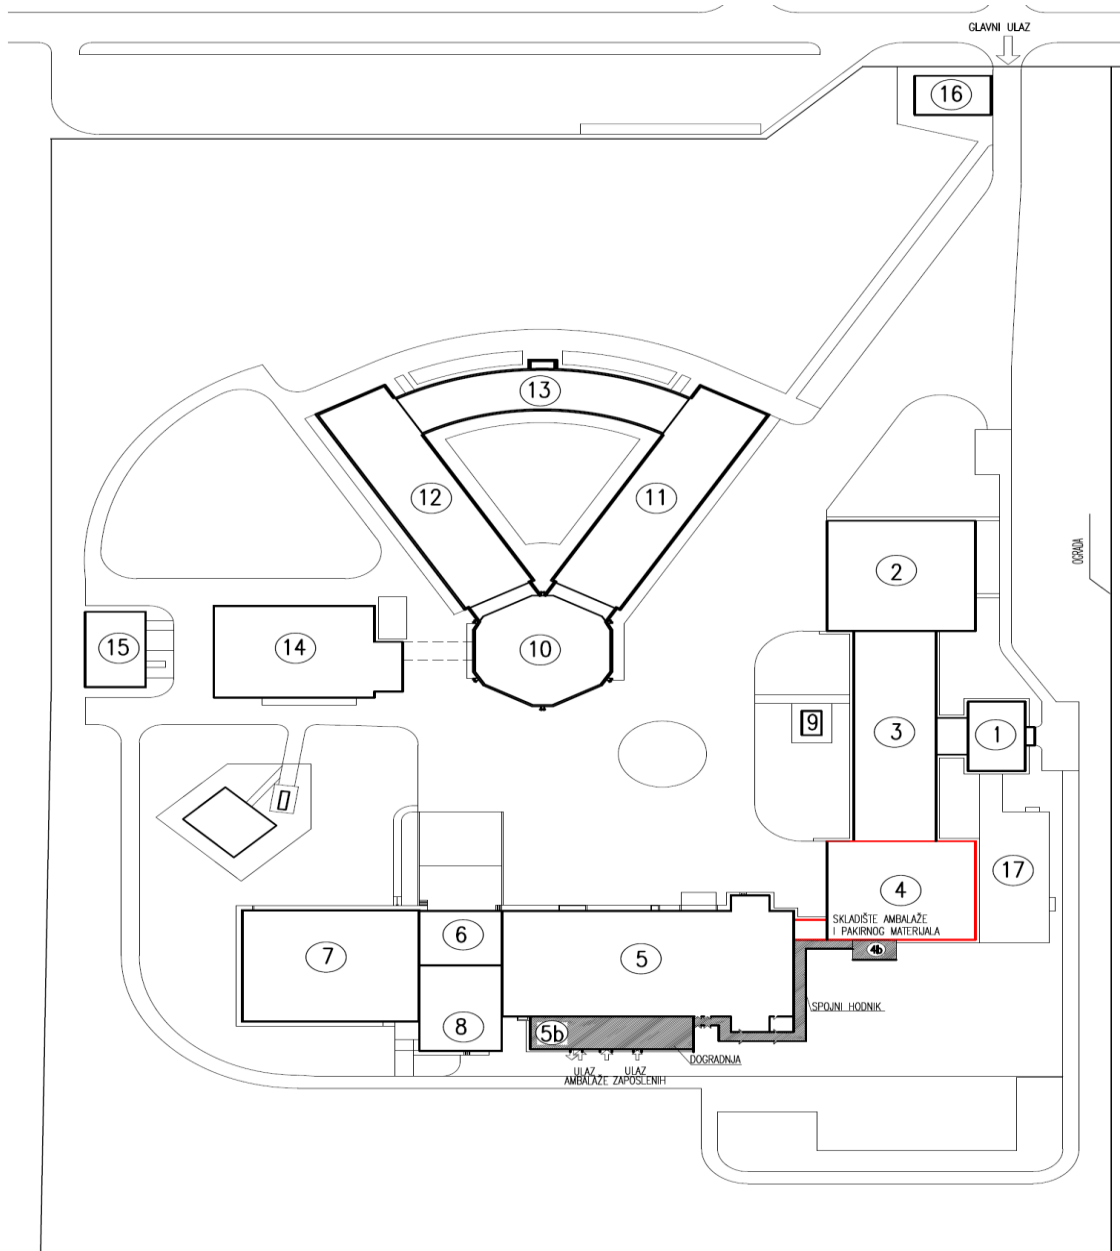 GLAVNI ULAZ
16
13
12
11
OGRADA
2
15
14
10
9
3
1
4
17
SKLADIŠTE AMBALAŽE
I PAKIRNOG MATERIJALA
6
7
5
4b
8
5b
SPOJNI HODNIK
DOGRADNJA
ULAZ
AMBALAŽE
ULAZ
ZAPOSLENIH